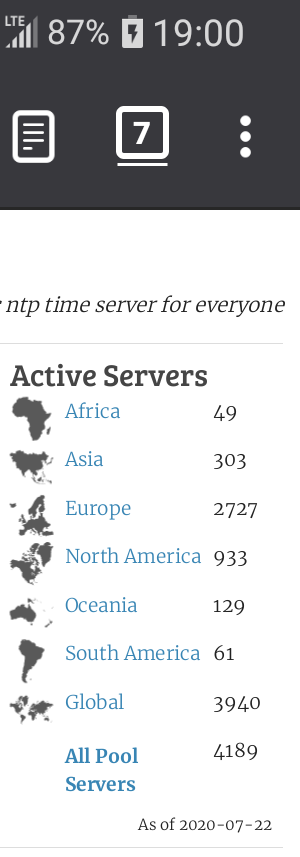 LTE 87% 19:00
7
ntp time server for everyone
Active Servers
Africa 49
Asia 303
Europe 2727
North America 933
Oceania 129
South America 61
Global 3940
All Pool 4189
Servers
As of 2020-07-22